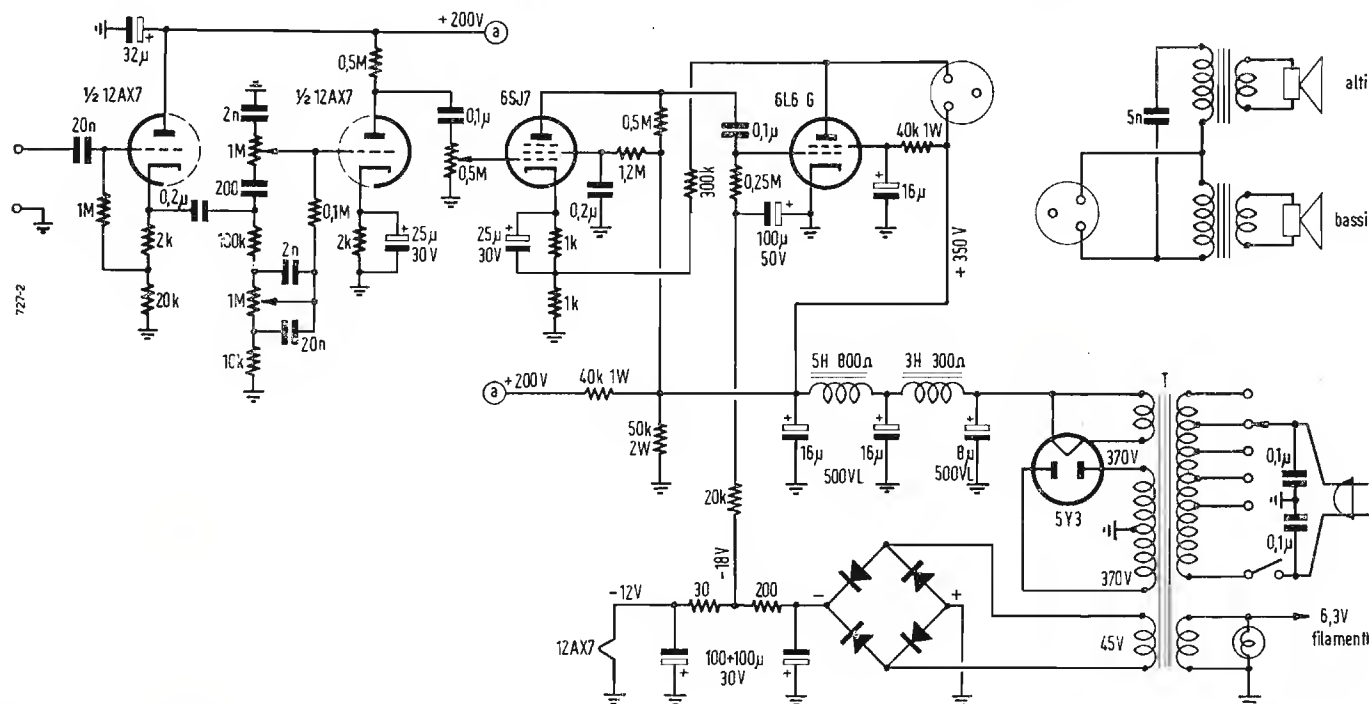 + 200V
a
32µ
+
0,5M
½ 12AX7
20n
2n
1M
200
0,2µ
1M
2k
20k
100k
2n
1M
20n
10k
½ 12AX7
0,1M
2k
25µ
30V
+
0,1µ
0,5M
6SJ7
25µ
30V
+
1k
1k
0,2µ
1,2M
0,5M
300k
0,1µ
0,25M
100µ
50V
+
6L6 G
40k 1W
16µ
+
+ 350 V
5n
alti
bassi
727-2
a
+200V
40k 1W
50k
2W
5H 800Ω
3H 300Ω
16µ
+
16µ
+
500VL
8µ
+
500VL
5Y3
370V
370V
T
0,1µ
0,1µ
20k
-18V
-12V
30
200
12AX7
100+100µ
30V
+
+
−
+
45V
6,3V
filamenti